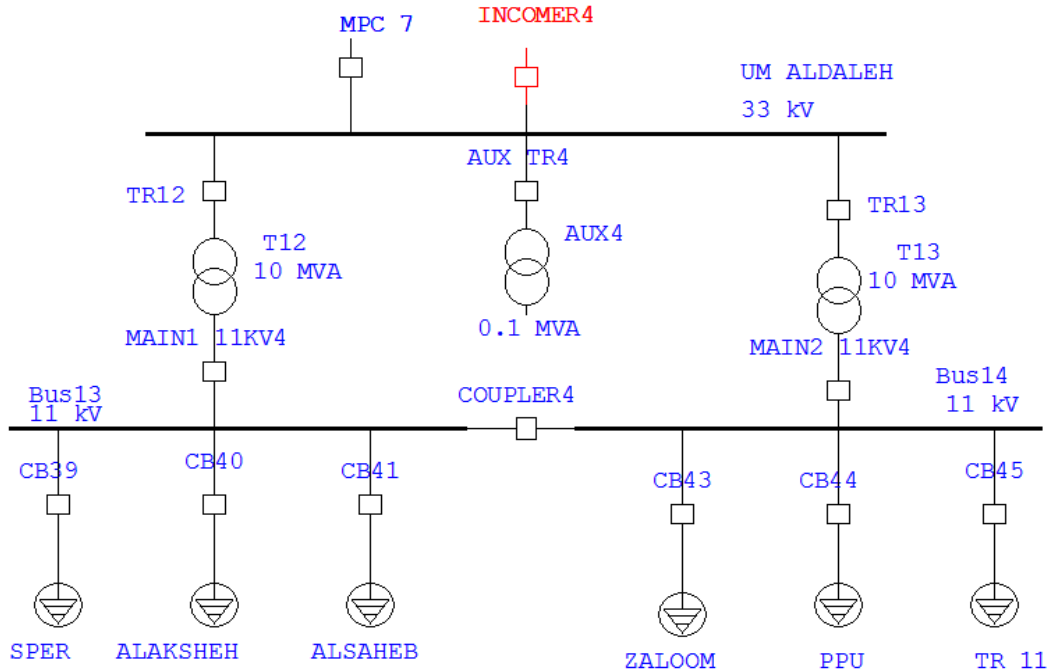 INCOMER4
MPC 7
UM ALDALEH
33 kV
AUX TR4
TR12
TR13
AUX4
T12
10 MVA
T13
10 MVA
0.1 MVA
MAIN1 11KV4
MAIN2 11KV4
Bus13
11 kV
COUPLER4
Bus14
11 kV
CB39
CB40
CB41
CB43
CB44
CB45
SPER
ALAKSHEH
ALSAHEB
ZALOOM
PPU
TR 11